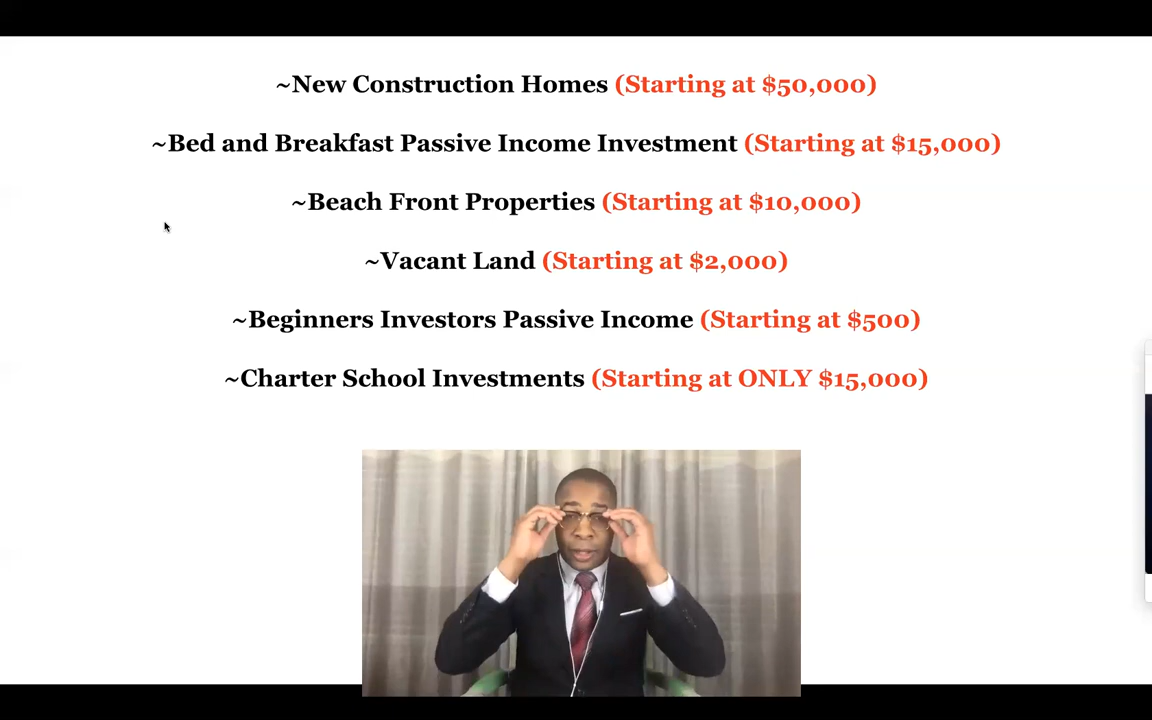 ~New Construction Homes (Starting at $50,000)
~Bed and Breakfast Passive Income Investment (Starting at $15,000)
~Beach Front Properties (Starting at $10,000)
~Vacant Land (Starting at $2,000)
~Beginners Investors Passive Income (Starting at $500)
~Charter School Investments (Starting at ONLY $15,000)